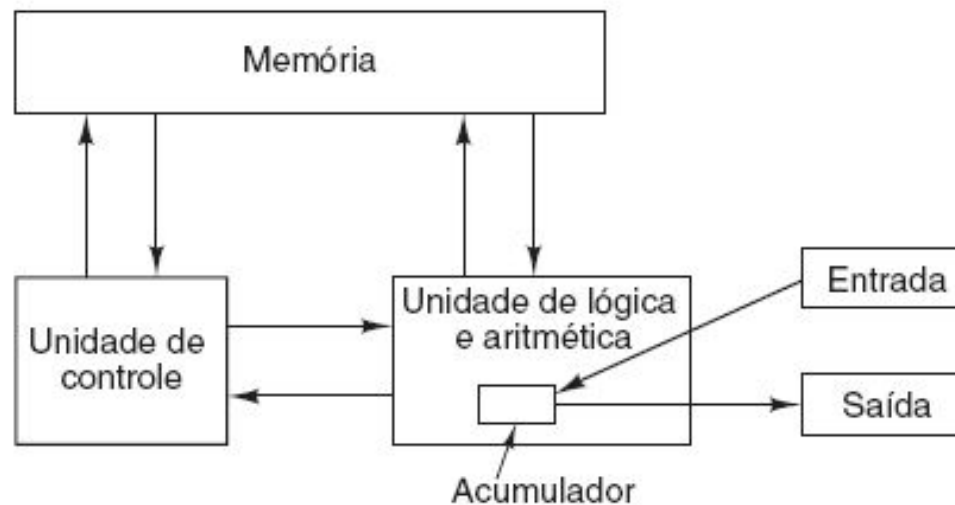 Memória
Unidade de
controle
Unidade de lógica
e aritmética
Entrada
Saída
Acumulador